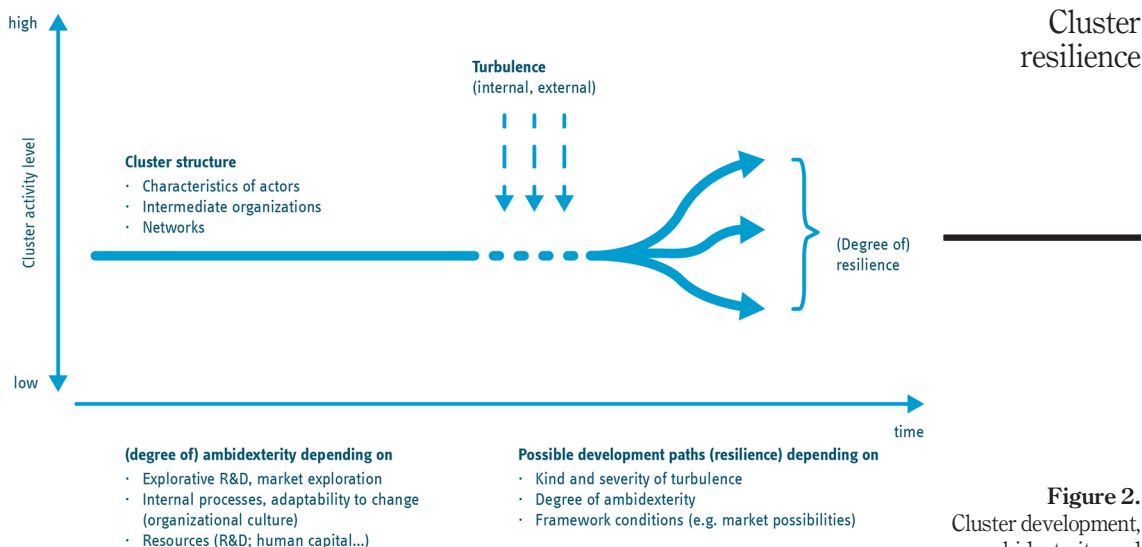 high
Cluster
resilience
Turbulence
(internal, external)
Cluster activity level
Cluster structure
· Characteristics of actors
· Intermediate organizations
· Networks
(Degree of)
resilience
low
time
(degree of) ambidexterity depending on
· Explorative R&D, market exploration
· Internal processes, adaptability to change
(organizational culture)
· Resources (R&D; human capital...)
Possible development paths (resilience) depending on
· Kind and severity of turbulence
· Degree of ambidexterity
· Framework conditions (e.g. market possibilities)
Figure 2.
Cluster development,